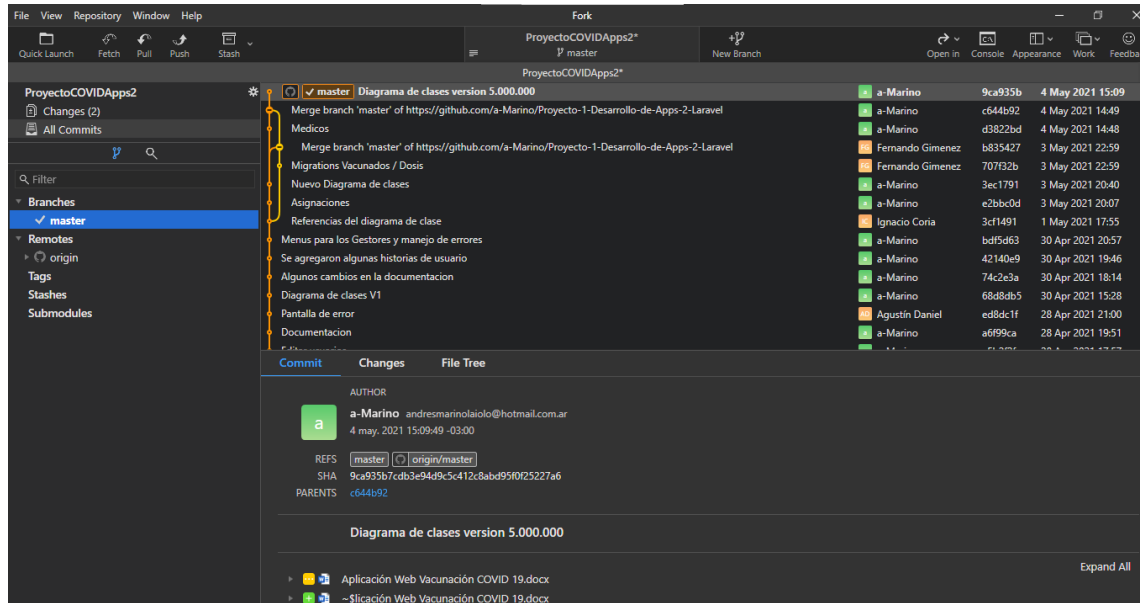 File View Repository Window Help Fork
Quick Launch Fetch Pull Push Stash ProyectoCOVIDApps2* master New Branch Open in Console Appearance Work Feedba
ProyectoCOVIDApps2*
ProyectoCOVIDApps2
Changes (2)
All Commits
Filter
Branches
master
Remotes
origin
Tags
Stashes
Submodules
master Diagrama de clases version 5.000.000 a a-Marino 9ca935b 4 May 2021 15:09
Merge branch 'master' of https://github.com/a-Marino/Proyecto-1-Desarrollo-de-Apps-2-Laravel a a-Marino c644b92 4 May 2021 14:49
Medicos a a-Marino d3822bd 4 May 2021 14:48
Merge branch 'master' of https://github.com/a-Marino/Proyecto-1-Desarrollo-de-Apps-2-Laravel FG Fernando Gimenez b835427 3 May 2021 22:59
Migrations Vacunados / Dosis FG Fernando Gimenez 707f32b 3 May 2021 22:59
Nuevo Diagrama de clases a a-Marino 3ec1791 3 May 2021 20:40
Asignaciones a a-Marino e2bbc0d 3 May 2021 20:07
Referencias del diagrama de clase IC Ignacio Coria 3cf1491 1 May 2021 17:55
Menus para los Gestores y manejo de errores a a-Marino bdf5d63 30 Apr 2021 20:57
Se agregaron algunas historias de usuario a a-Marino 42140e9 30 Apr 2021 19:46
Algunos cambios en la documentacion a a-Marino 74c2e3a 30 Apr 2021 18:14
Diagrama de clases V1 a a-Marino 68d8db5 30 Apr 2021 15:28
Pantalla de error AD Agustín Daniel ed8dc1f 28 Apr 2021 21:00
Documentacion a a-Marino a6f99ca 28 Apr 2021 19:51
Commit Changes File Tree
AUTHOR
a
a-Marino andresmarinolaiolo@hotmail.com.ar
4 may. 2021 15:09:49 -03:00
REFS master origin/master
SHA 9ca935b7cdb3e94d9c5c412c8abd95f0f25227a6
PARENTS c644b92
Diagrama de clases version 5.000.000
Expand All
Aplicación Web Vacunación COVID 19.docx
~$licación Web Vacunación COVID 19.docx